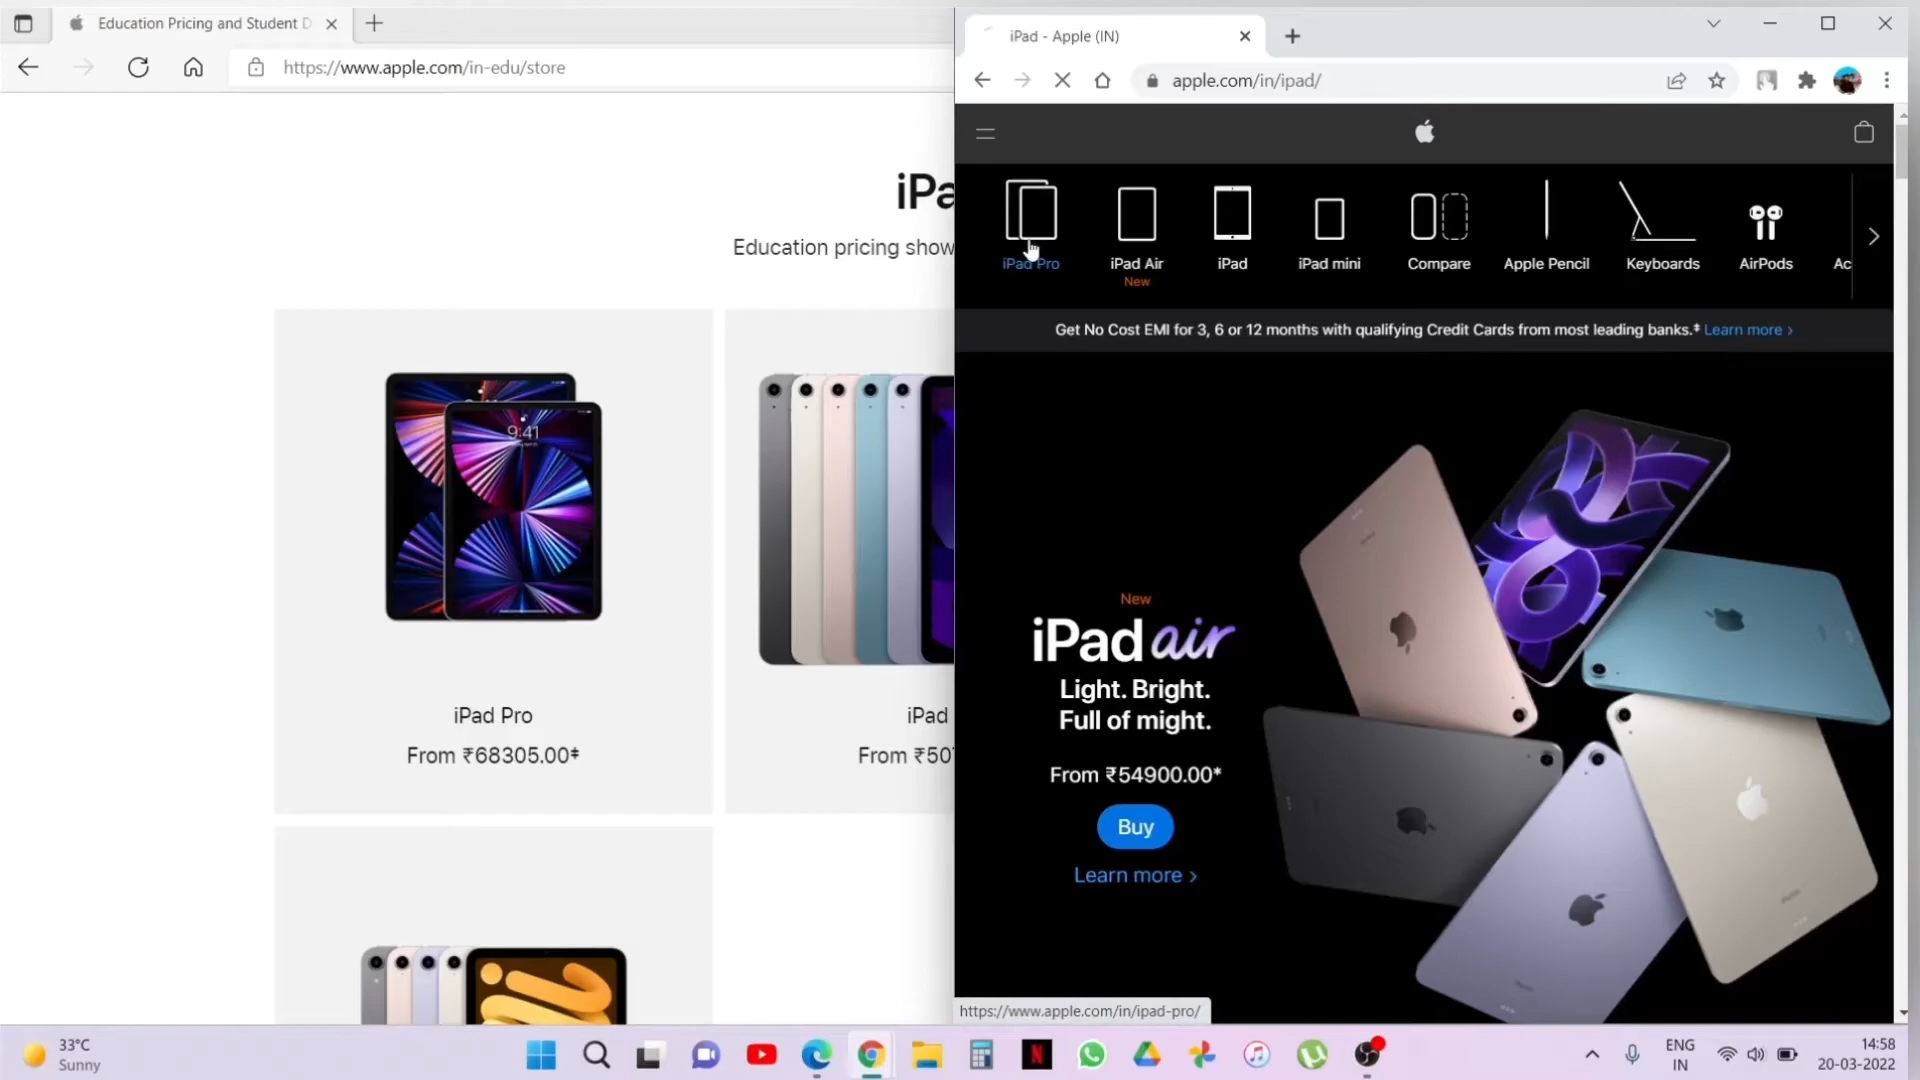 Education Pricing and Student D
https://www.apple.com/in-edu/store
iPa
Education pricing show
9:41
iPad Pro
From ₹68305.00‡
iPad
From ₹507
iPad - Apple (IN)
apple.com/in/ipad/
iPad Pro
iPad Air
New
iPad
iPad mini
Compare
Apple Pencil
Keyboards
AirPods
Ac
Get No Cost EMI for 3, 6 or 12 months with qualifying Credit Cards from most leading banks.‡ Learn more >
New
iPad air
Light. Bright.
Full of might.
From ₹54900.00*
Buy
Learn more >
https://www.apple.com/in/ipad-pro/
33°C
Sunny
N
ENG
IN
14:58
20-03-2022